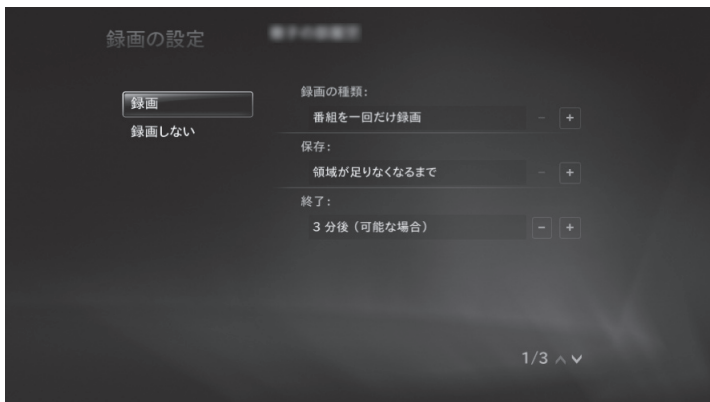 録画の設定
録画
録画しない
録画の種類:
番組を一回だけ録画 - +
保存:
領域が足りなくなるまで - +
終了:
3 分後 (可能な場合) - +
1/3